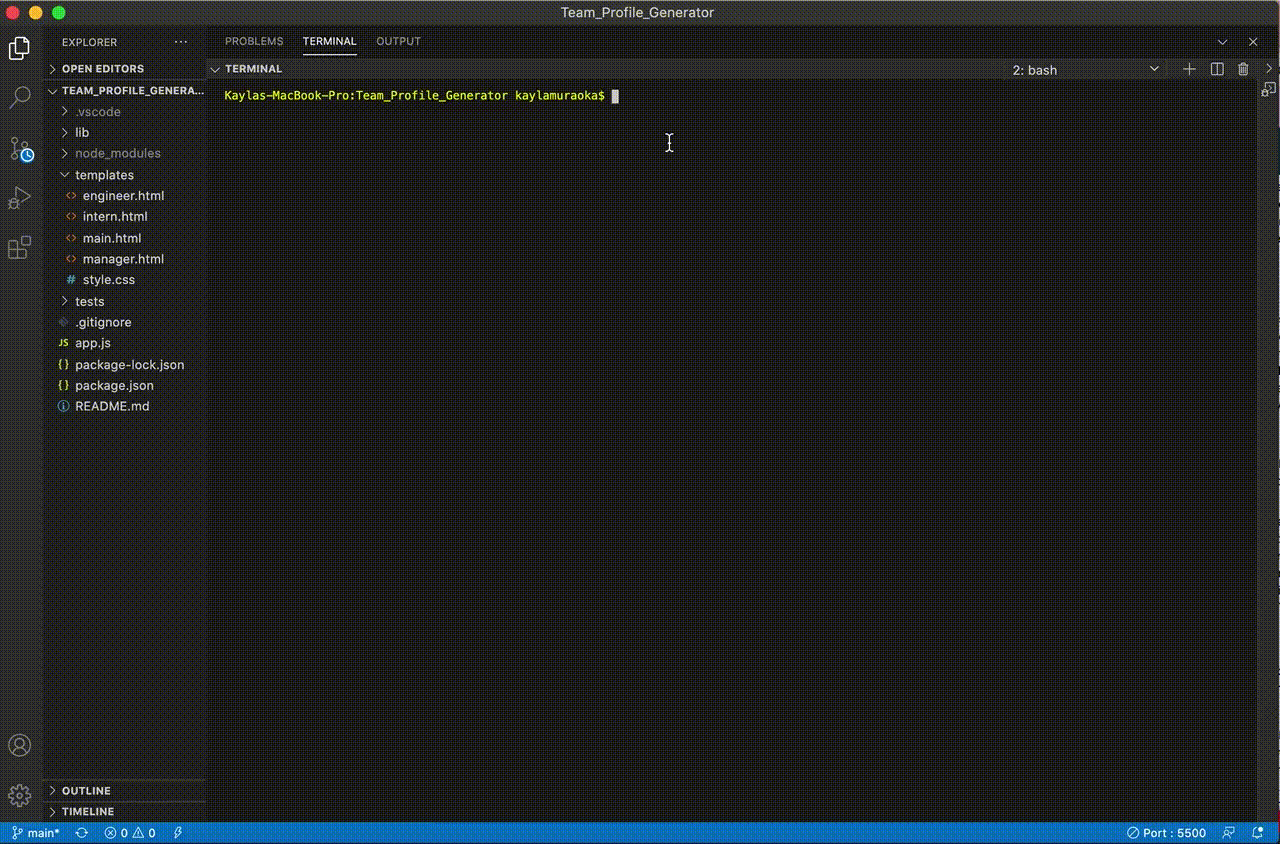 Team_Profile_Generator
EXPLORER
PROBLEMS TERMINAL OUTPUT
OPEN EDITORS
TERMINAL
2: bash
TEAM_PROFILE_GENERA...
Kaylas-MacBook-Pro:Team_Profile_Generator kaylamuraoka$
.vscode
lib
node_modules
templates
engineer.html
intern.html
main.html
manager.html
# style.css
tests
.gitignore
JS app.js
{} package-lock.json
{} package.json
README.md
OUTLINE
TIMELINE
main* 0 0 Port : 5500